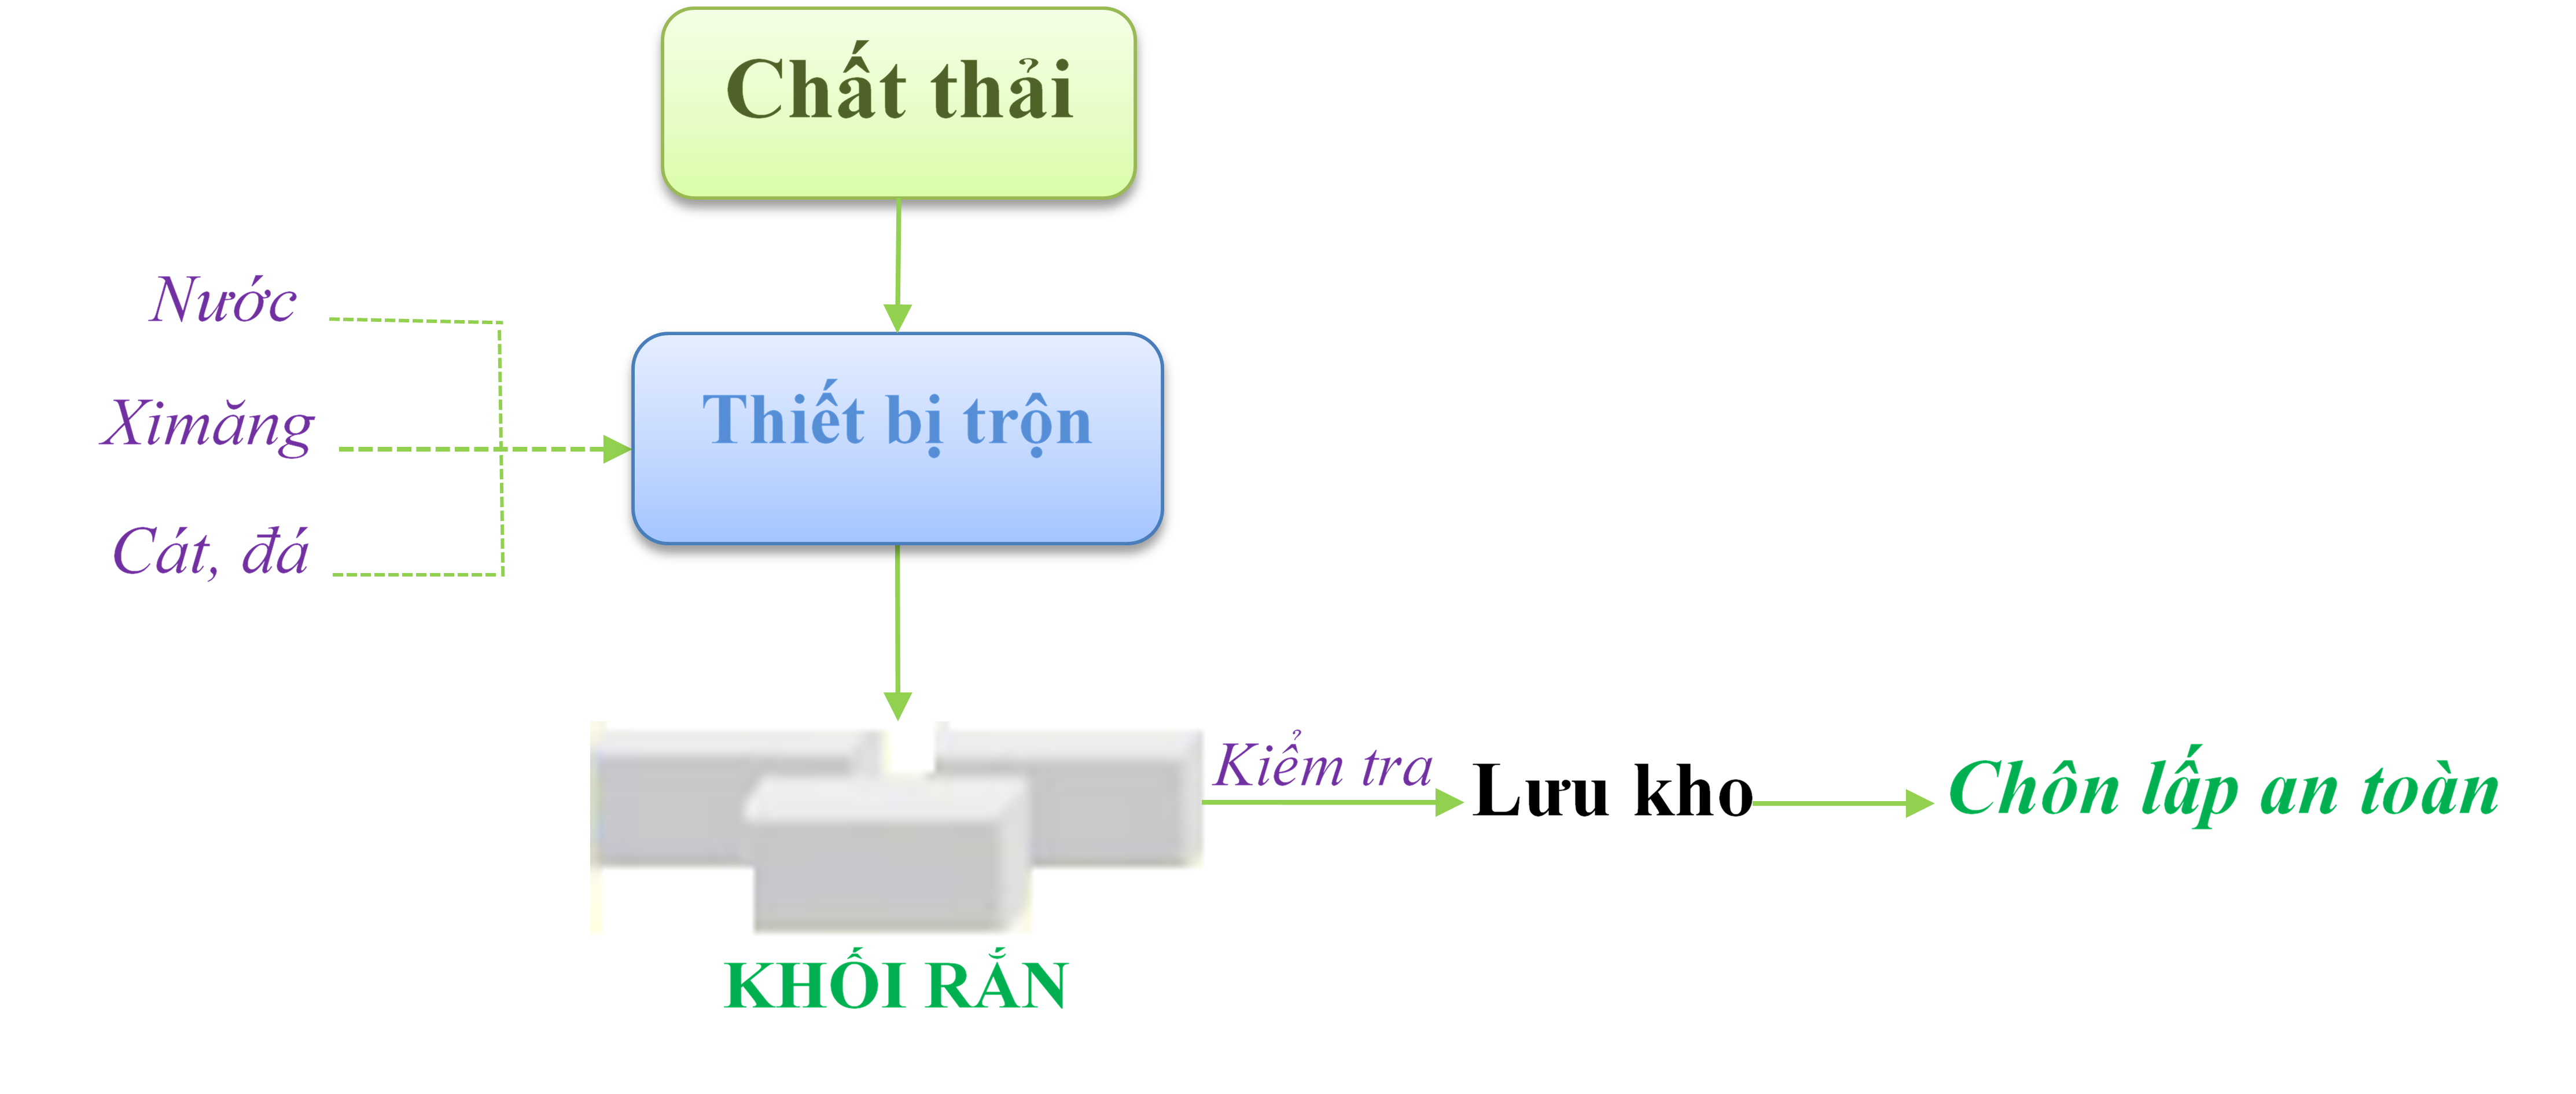 Chất thải
Nước
Ximăng
Thiết bị trộn
Cát, đá
Kiểm tra
Lưu kho
Chôn lấp an toàn
KHỐI RẮN